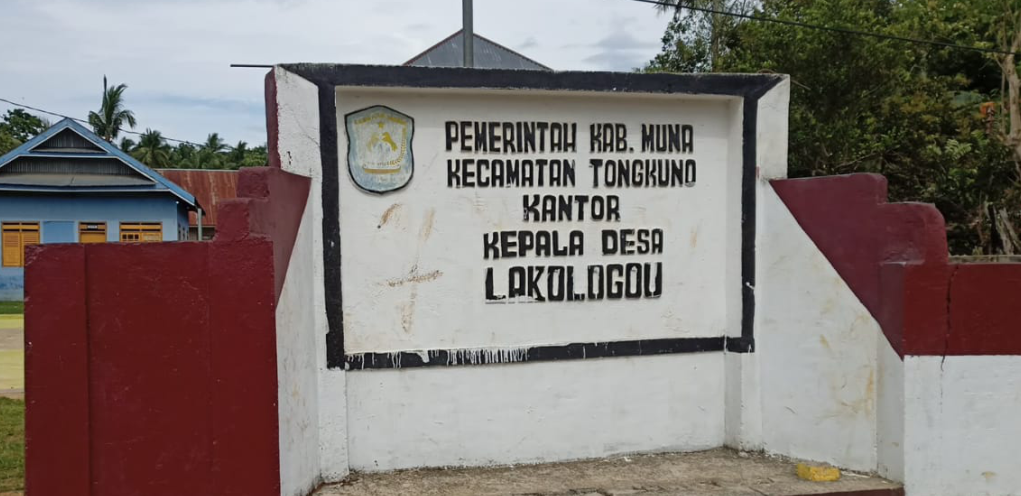 PEMERINTAH KAB. MUNA
KECAMATAN TONGKUNO
KANTOR
KEPALA DESA
LAKOLOGOU